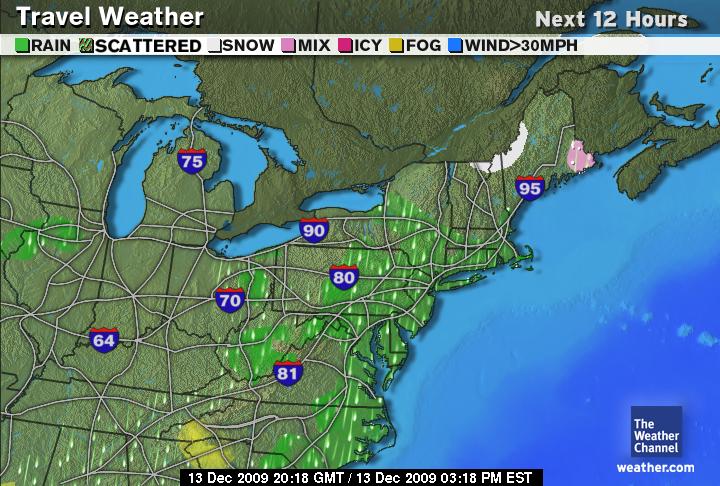 Travel Weather
Next 12 Hours
RAIN SCATTERED SNOW MIX ICY FOG WIND>30MPH
75
95
90
80
70
64
81
The
Weather
Channel
weather.com
13 Dec 2009 20:18 GMT / 13 Dec 2009 03:18 PM EST